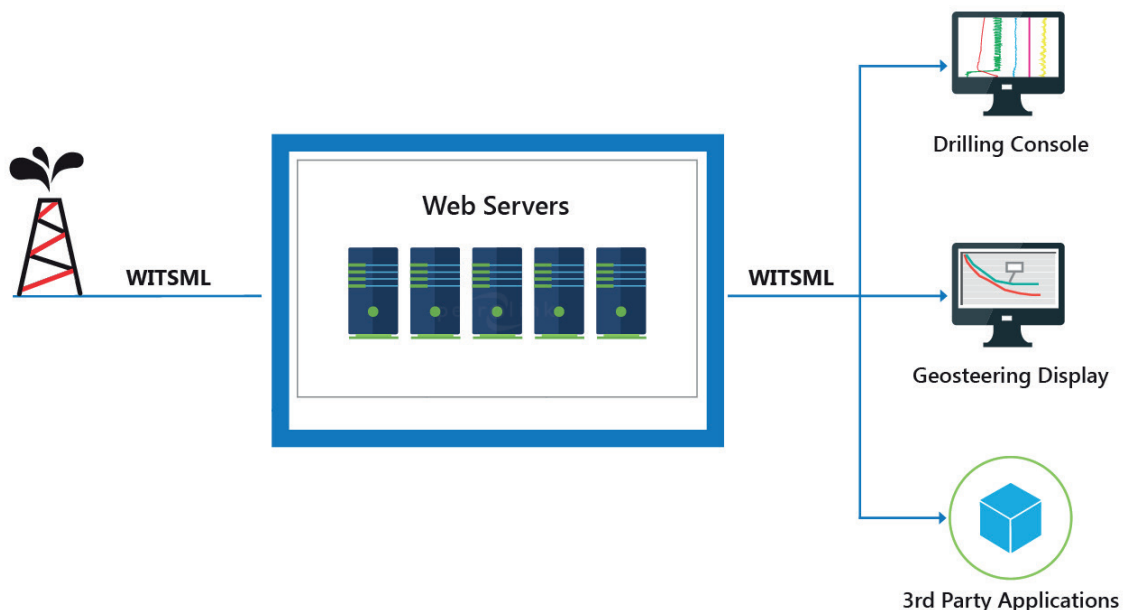 WITSML
Web Servers
WITSML
Drilling Console
Geosteering Display
3rd Party Applications